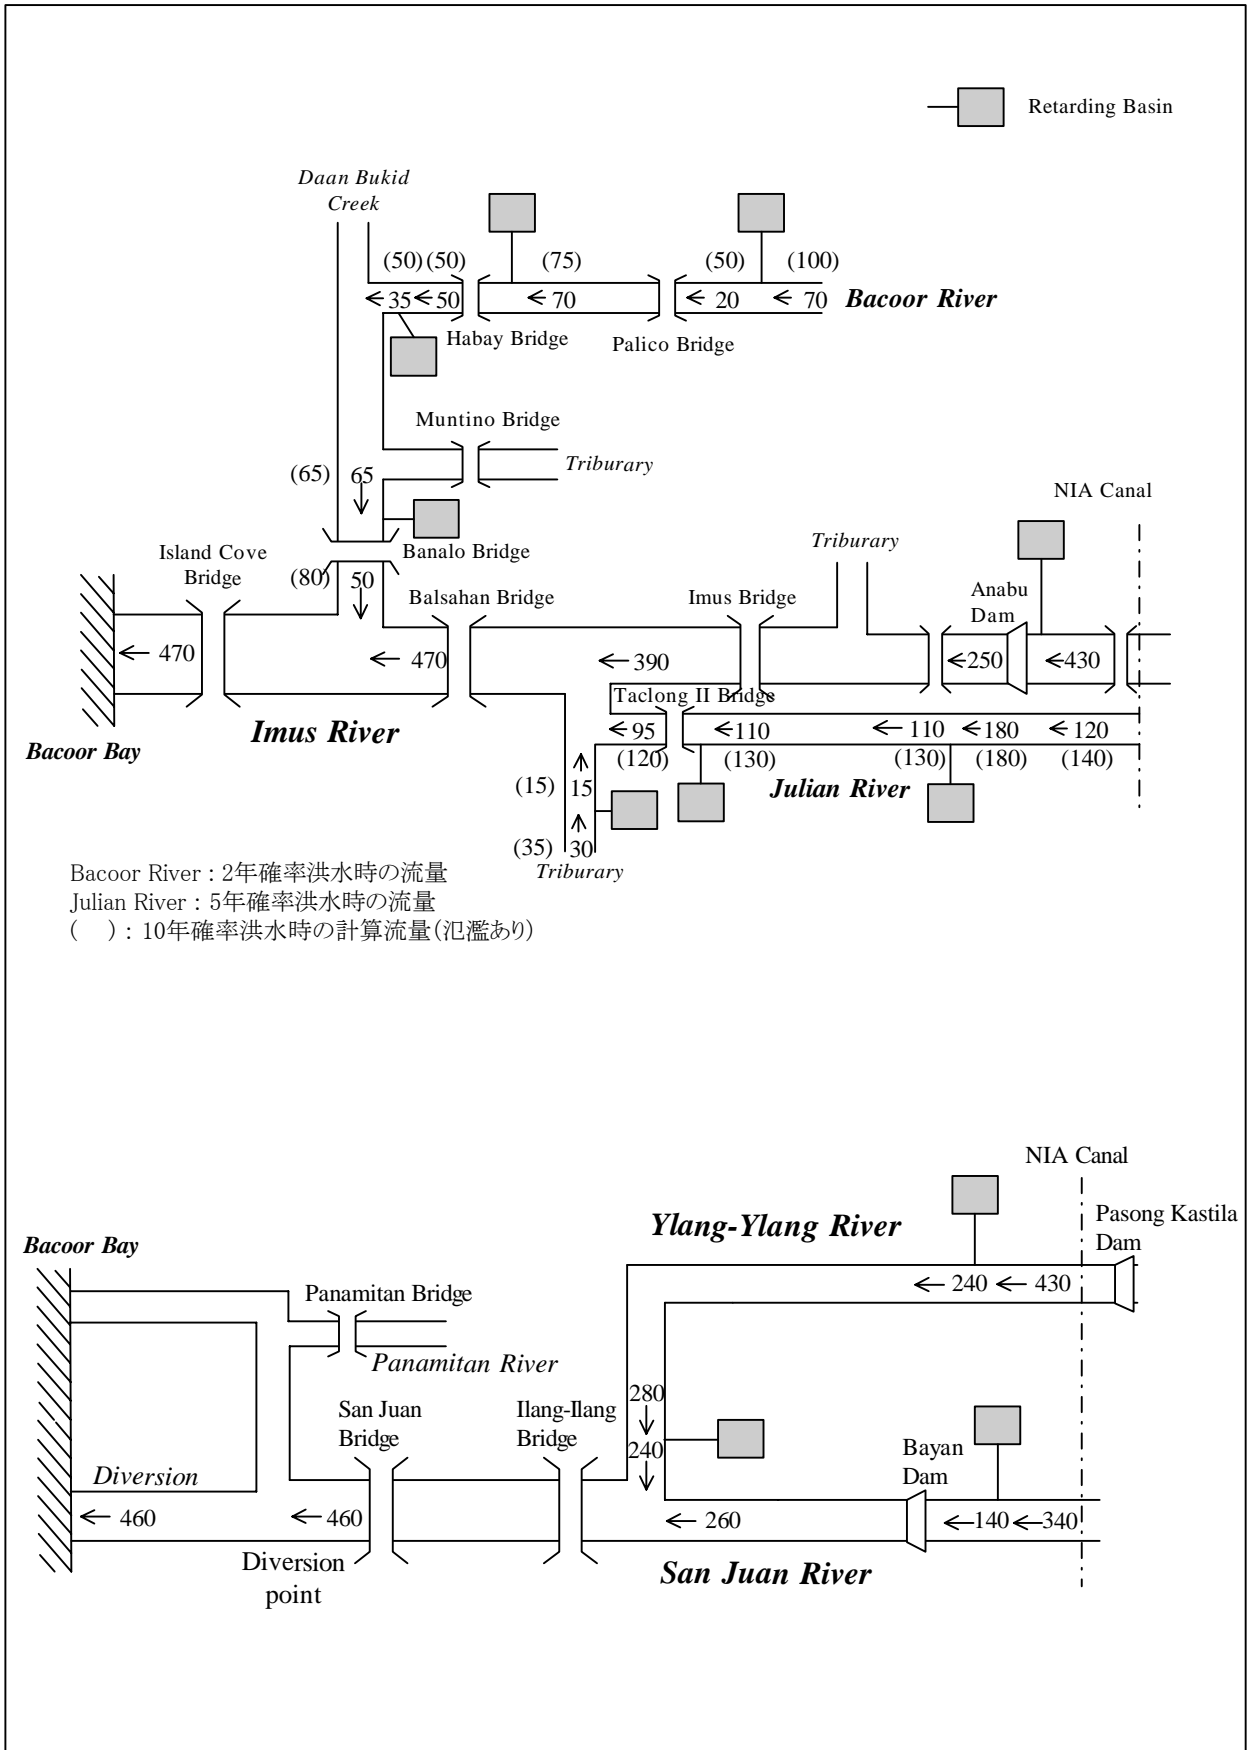 Retarding Basin
Daan Bukid
Creek
(50) (50) (75) (50) (100)
35 50 70 20 70 Bacoor River
Habay Bridge Palico Bridge
Muntino Bridge
(65) 65 Triburary
NIA Canal
Island Cove
Bridge
Banalo Bridge
Triburary
(80) 50
Balsahan Bridge Imus Bridge
Anabu
Dam
470 470 390 250 430
Taclong II Bridge
Imus River
95 110 110 180 120
Bacoor Bay
(120) (130) (130) (180) (140)
(15) 15
Julian River
(35) 30
Triburary
Bacoor River : 2年確率洪水時の流量
Julian River : 5年確率洪水時の流量
( ) : 10年確率洪水時の計算流量(氾濫あり)
NIA Canal
Ylang-Ylang River
Pasong Kastila
Dam
Bacoor Bay
240 430
Panamitan Bridge
Panamitan River
280
San Juan
Bridge
Ilang-Ilang
Bridge
240
Bayan
Dam
Diversion
460 460 260 140 340
Diversion
point
San Juan River